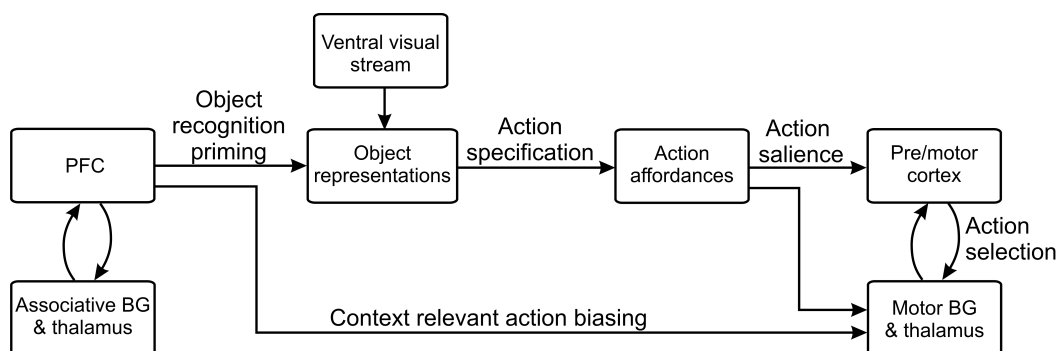 Ventral visual
stream
Object
recognition
priming
PFC
Object
representations
Action
specification
Action
affordances
Action
salience
Pre/motor
cortex
Action
selection
Associative BG
& thalamus
Context relevant action biasing
Motor BG
& thalamus